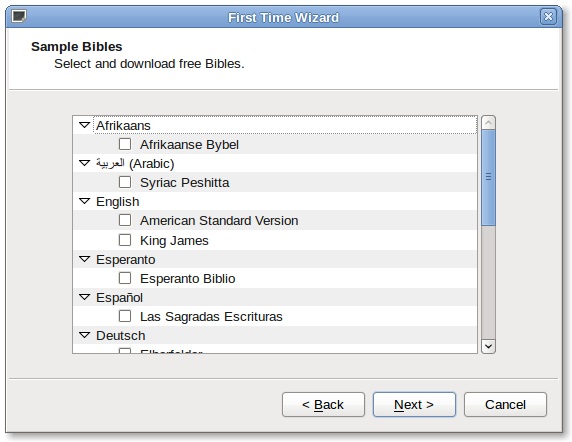 First Time Wizard
Sample Bibles
Select and download free Bibles.
Afrikaans
Afrikaanse Bybel
العربية (Arabic)
Syriac Peshitta
English
American Standard Version
King James
Esperanto
Esperanto Biblio
Español
Las Sagradas Escrituras
Deutsch
Elberfelder
< Back
Next >
Cancel